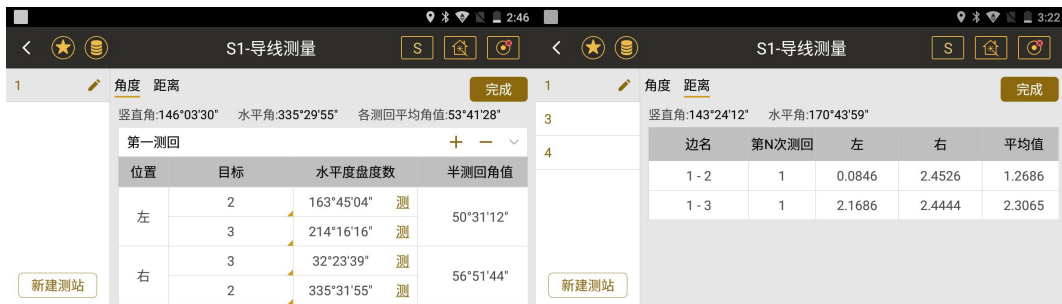 2:46
S1-导线测量
S
1
角度 距离
完成
竖直角:146°03'30" 水平角:335°29'55" 各测回平均角值:53°41'28"
第一测回
位置 目标 水平度盘度数 半测回角值
左 2 163°45'04" 测 50°31'12"
3 214°16'16" 测
右 3 32°23'39" 测 56°51'44"
2 335°31'55" 测
新建测站
3:22
S1-导线测量
S
1
3
4
角度 距离
完成
竖直角:143°24'12" 水平角:170°43'59"
边名 第N次测回 左 右 平均值
1 - 2 1 0.0846 2.4526 1.2686
1 - 3 1 2.1686 2.4444 2.3065
新建测站